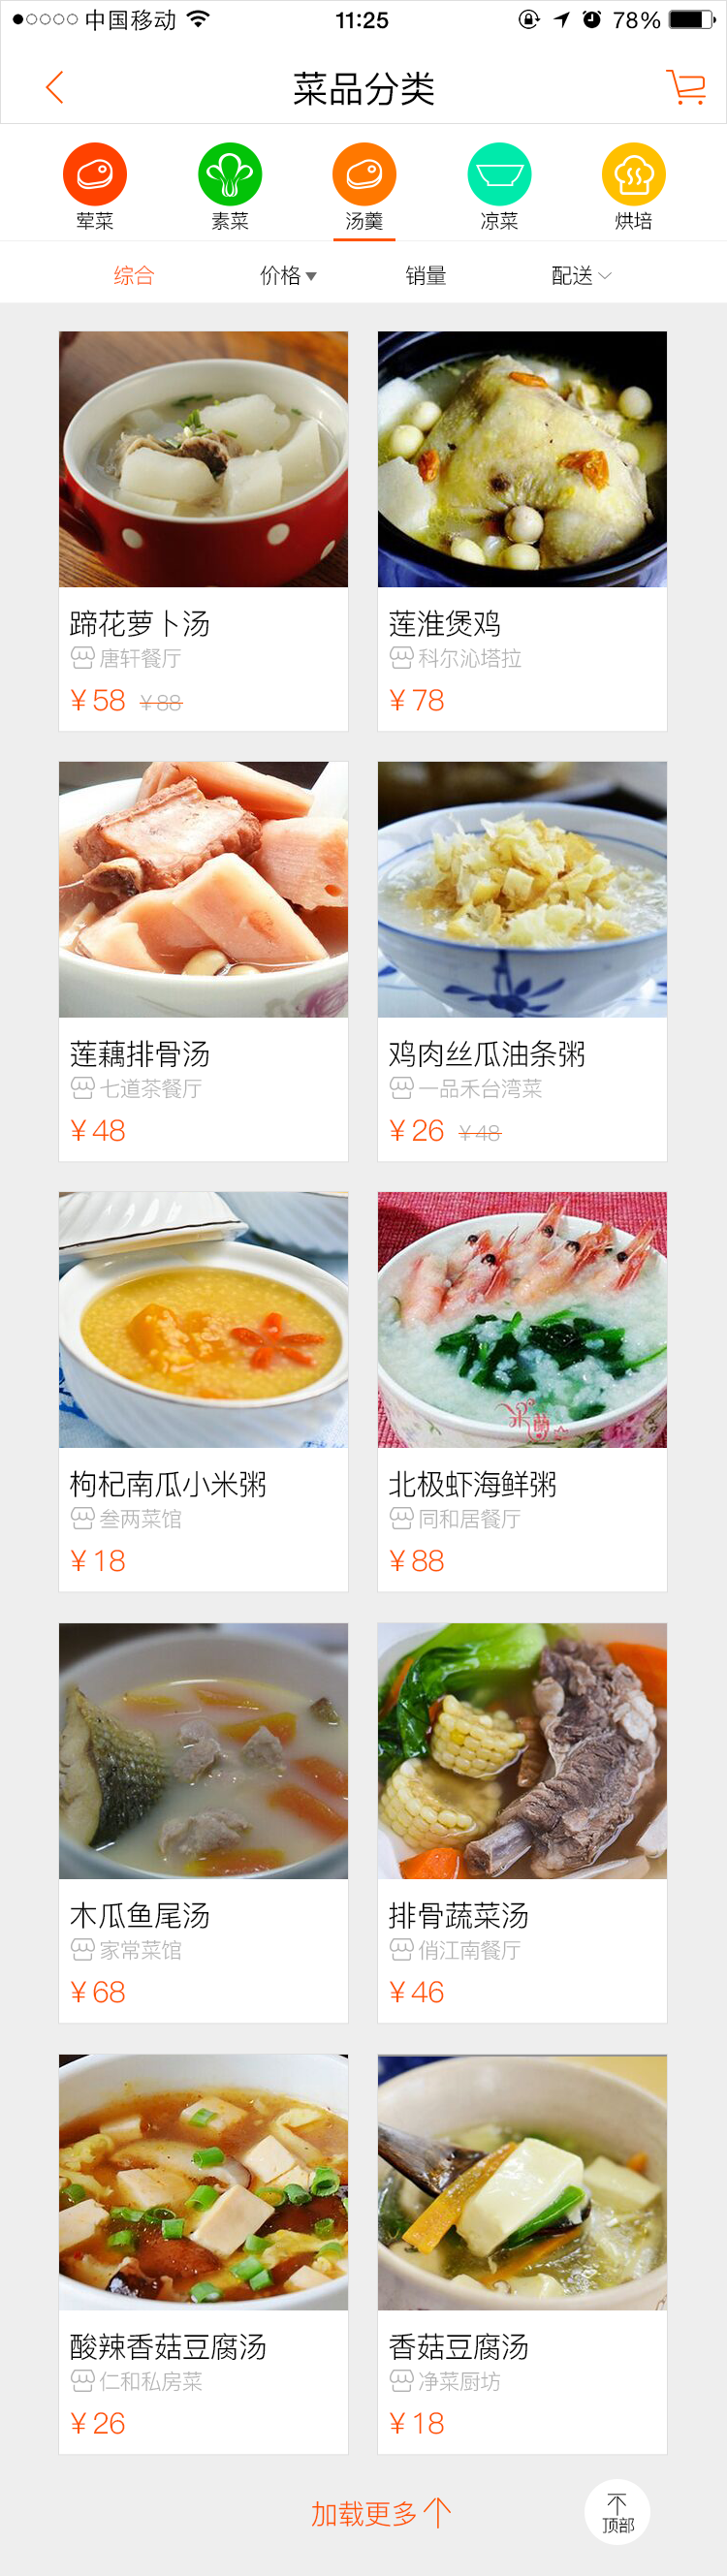 中国移动 11:25 78%
菜品分类
荤菜 素菜 汤羹 凉菜 烘培
综合 价格 销量 配送
蹄花萝卜汤
唐轩餐厅
¥58 ¥88
莲淮煲鸡
科尔沁塔拉
¥78
莲藕排骨汤
七道茶餐厅
¥48
鸡肉丝瓜油条粥
一品禾台湾菜
¥26 ¥48
枸杞南瓜小米粥
叁两菜馆
¥18
北极虾海鲜粥
同和居餐厅
¥88
木瓜鱼尾汤
家常菜馆
¥68
排骨蔬菜汤
俏江南餐厅
¥46
酸辣香菇豆腐汤
仁和私房菜
¥26
香菇豆腐汤
净菜厨坊
¥18
加载更多
顶部